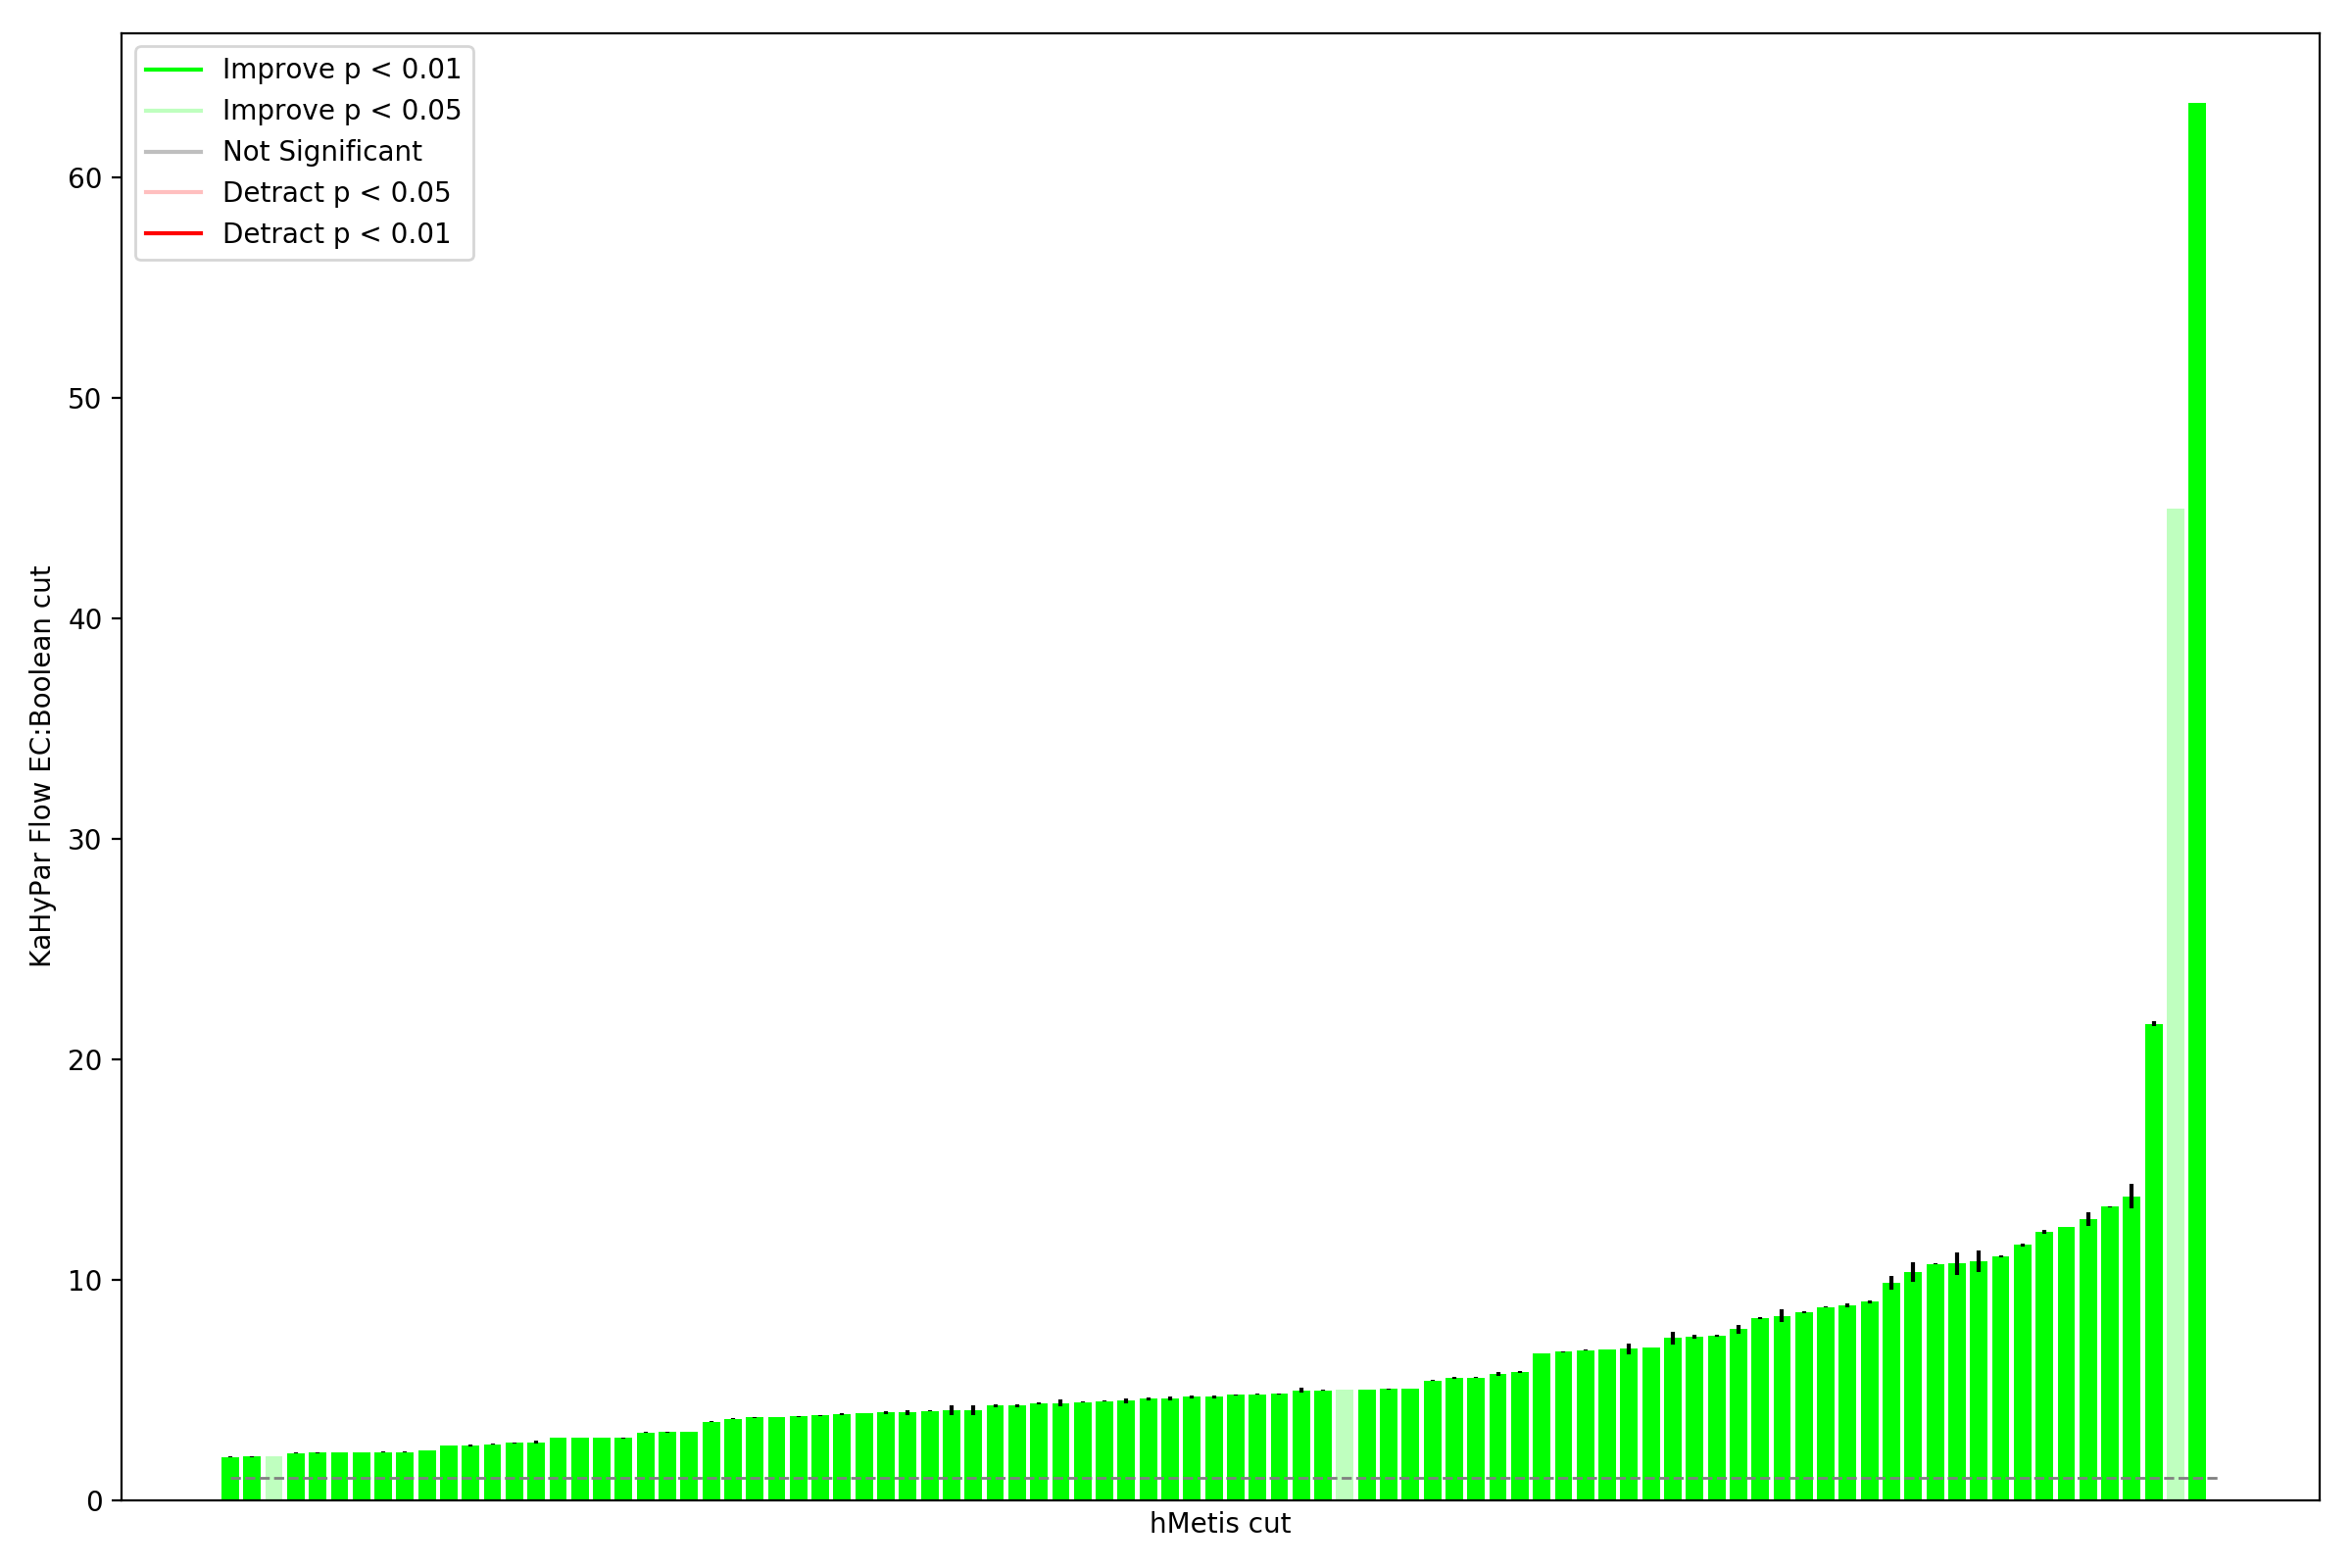 Improve p < 0.01
Improve p < 0.05
Not Significant
Detract p < 0.05
Detract p < 0.01
60
50
40
30
20
10
0
KaHyPar Flow EC:Boolean cut
hMetis cut